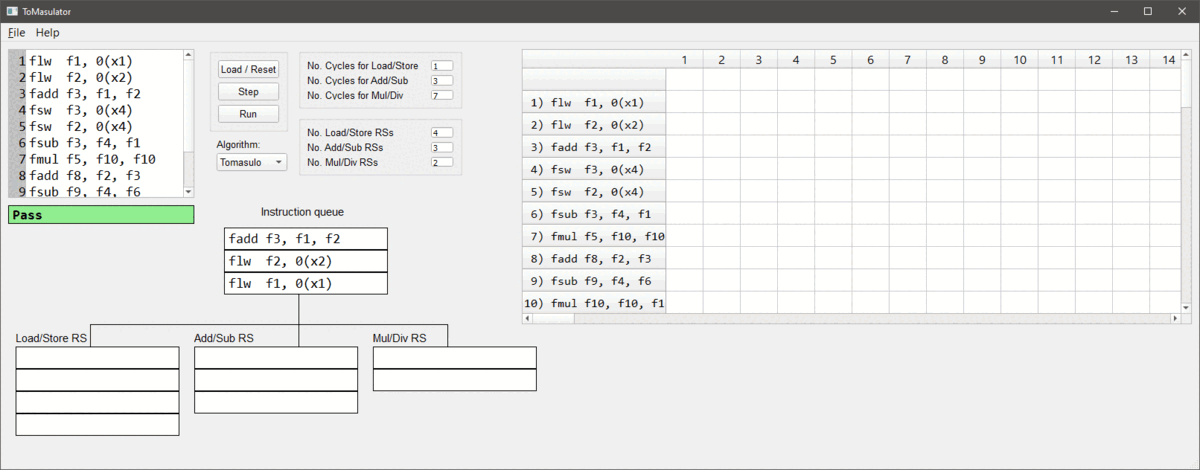 ToMasulator
File Help
1 flw f1, 0(x1)
2 flw f2, 0(x2)
3 fadd f3, f1, f2
4 fsw f3, 0(x4)
5 fsw f2, 0(x4)
6 fsub f3, f4, f1
7 fmul f5, f10, f10
8 fadd f8, f2, f3
9 fsub f9, f4, f6
Pass
Load / Reset
Step
Run
Algorithm:
Tomasulo
No. Cycles for Load/Store 1
No. Cycles for Add/Sub 3
No. Cycles for Mul/Div 7
No. Load/Store RSs 4
No. Add/Sub RSs 3
No. Mul/Div RSs 2
Instruction queue
fadd f3, f1, f2
flw f2, 0(x2)
flw f1, 0(x1)
Load/Store RS
Add/Sub RS
Mul/Div RS
1 2 3 4 5 6 7 8 9 10 11 12 13 14
1) flw f1, 0(x1)
2) flw f2, 0(x2)
3) fadd f3, f1, f2
4) fsw f3, 0(x4)
5) fsw f2, 0(x4)
6) fsub f3, f4, f1
7) fmul f5, f10, f10
8) fadd f8, f2, f3
9) fsub f9, f4, f6
10) fmul f10, f10, f1